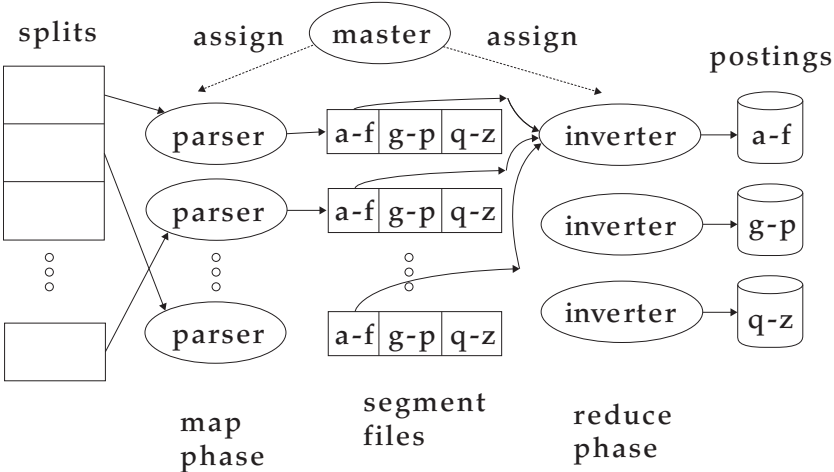 splits
assign
master
assign
postings
parser
a-f g-p q-z
inverter
a-f
parser
a-f g-p q-z
inverter
g-p
parser
a-f g-p q-z
inverter
q-z
map
phase
segment
files
reduce
phase